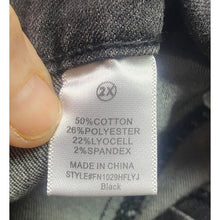 2X
50%COTTON
26%POLYESTER
22%LYOCELL
2%SPANDEX
MADE IN CHINA
STYLE#FN1029HFLYJ
Black